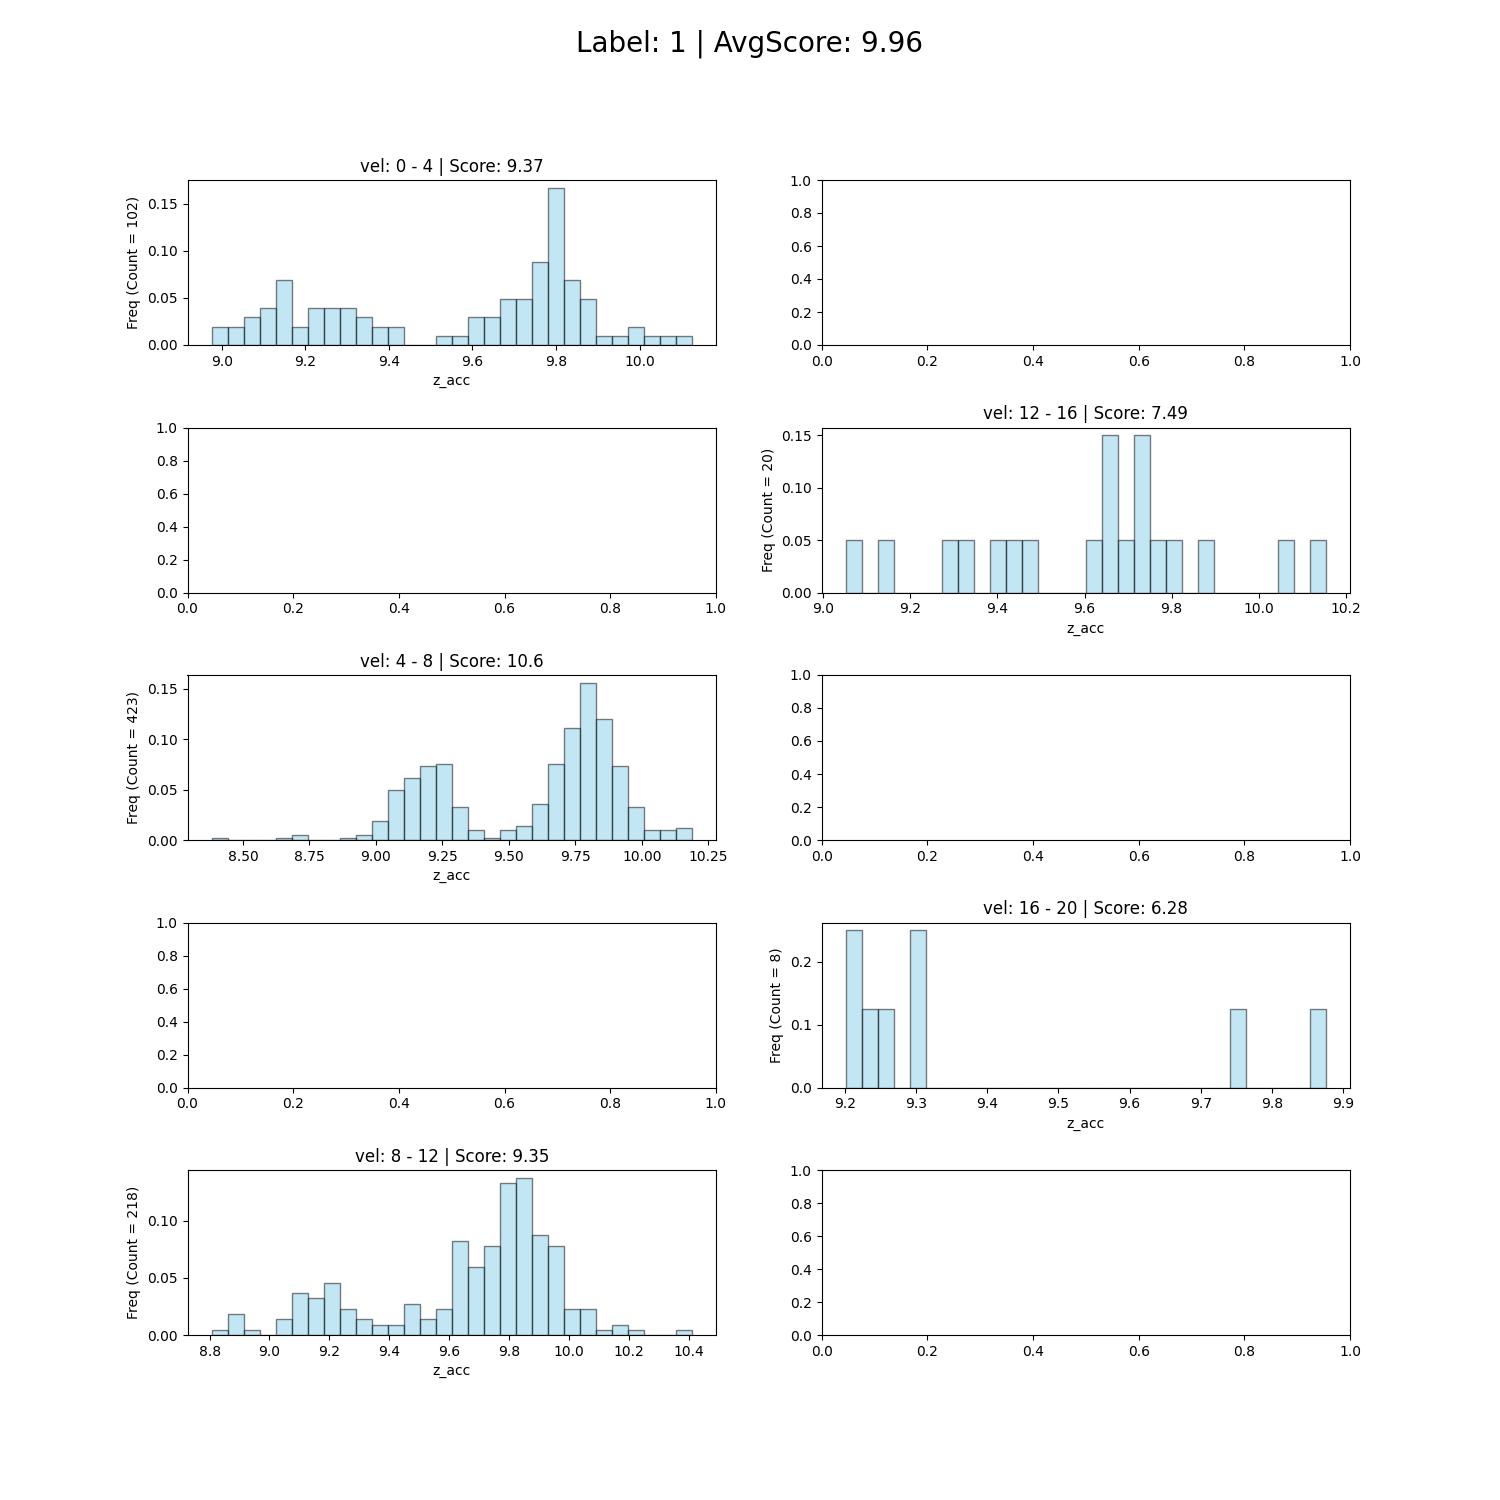 Label: 1 | AvgScore: 9.96
vel: 0 - 4 | Score: 9.37
Freq (Count = 102)
0.15
0.10
0.05
0.00
9.0 9.2 9.4 9.6 9.8 10.0
z_acc
1.0
0.8
0.6
0.4
0.2
0.0
0.0 0.2 0.4 0.6 0.8 1.0
1.0
0.8
0.6
0.4
0.2
0.0
0.0 0.2 0.4 0.6 0.8 1.0
vel: 12 - 16 | Score: 7.49
Freq (Count = 20)
0.15
0.10
0.05
0.00
9.0 9.2 9.4 9.6 9.8 10.0 10.2
z_acc
vel: 4 - 8 | Score: 10.6
Freq (Count = 423)
0.15
0.10
0.05
0.00
8.50 8.75 9.00 9.25 9.50 9.75 10.00 10.25
z_acc
1.0
0.8
0.6
0.4
0.2
0.0
0.0 0.2 0.4 0.6 0.8 1.0
1.0
0.8
0.6
0.4
0.2
0.0
0.0 0.2 0.4 0.6 0.8 1.0
vel: 16 - 20 | Score: 6.28
Freq (Count = 8)
0.2
0.1
0.0
9.2 9.3 9.4 9.5 9.6 9.7 9.8 9.9
z_acc
vel: 8 - 12 | Score: 9.35
Freq (Count = 218)
0.10
0.05
0.00
8.8 9.0 9.2 9.4 9.6 9.8 10.0 10.2 10.4
z_acc
1.0
0.8
0.6
0.4
0.2
0.0
0.0 0.2 0.4 0.6 0.8 1.0